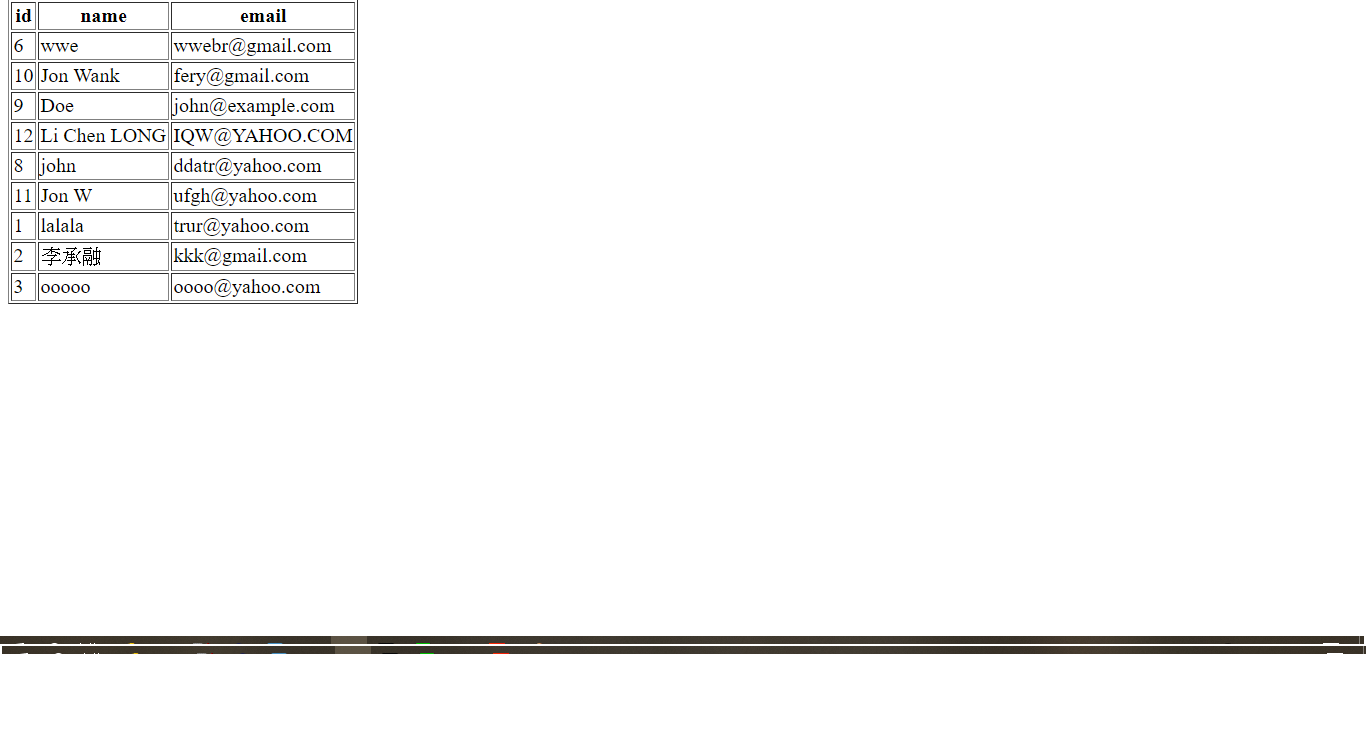 id name email
6 wwe wwebr@gmail.com
10 Jon Wank fery@gmail.com
9 Doe john@example.com
12 Li Chen LONG IQW@YAHOO.COM
8 john ddatr@yahoo.com
11 Jon W ufgh@yahoo.com
1 lalala trur@yahoo.com
2 李承融 kkk@gmail.com
3 ooooo oooo@yahoo.com